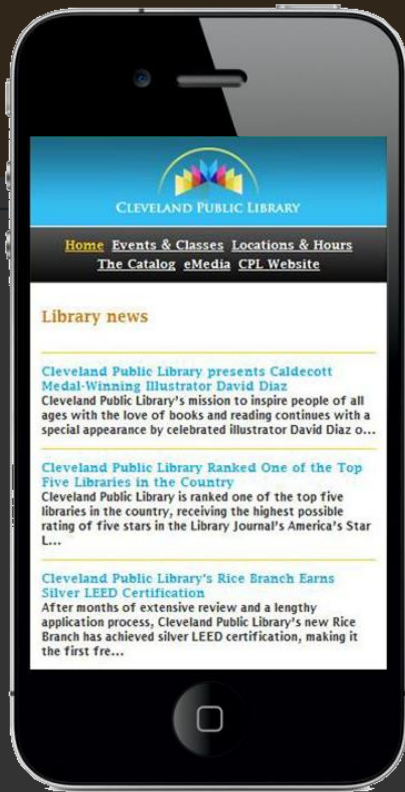 CLEVELAND PUBLIC LIBRARY
Home Events & Classes Locations & Hours
The Catalog eMedia CPL Website
Library news
Cleveland Public Library presents Caldecott
Medal-Winning Illustrator David Diaz
Cleveland Public Library's mission to inspire people of all
ages with the love of books and reading continues with a
special appearance by celebrated illustrator David Diaz o...
Cleveland Public Library Ranked One of the Top
Five Libraries in the Country
Cleveland Public Library is ranked one of the top five
libraries in the country, receiving the highest possible
rating of five stars in the Library Journal's America's Star
L...
Cleveland Public Library's Rice Branch Earns
Silver LEED Certification
After months of extensive review and a lengthy
application process, Cleveland Public Library's new Rice
Branch has achieved silver LEED certification, making it
the first fre...